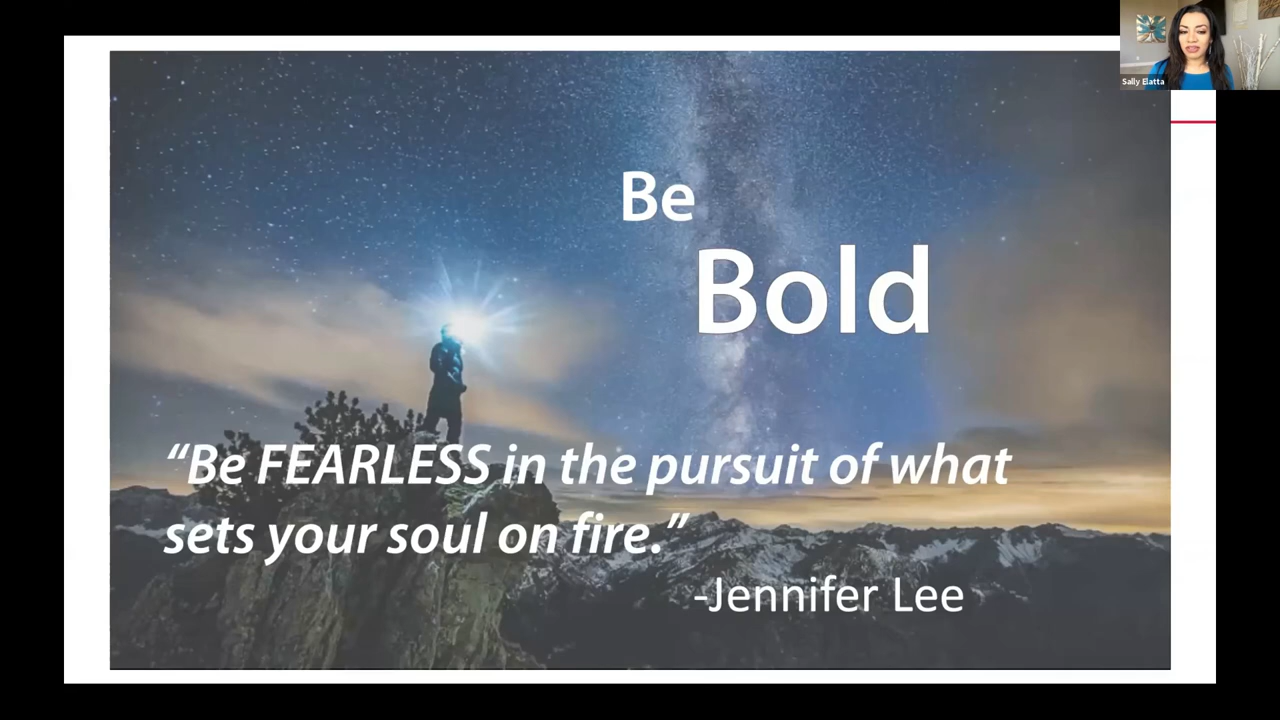 Sally Elatta
Be
Bold
“Be FEARLESS in the pursuit of what
sets your soul on fire.”
-Jennifer Lee